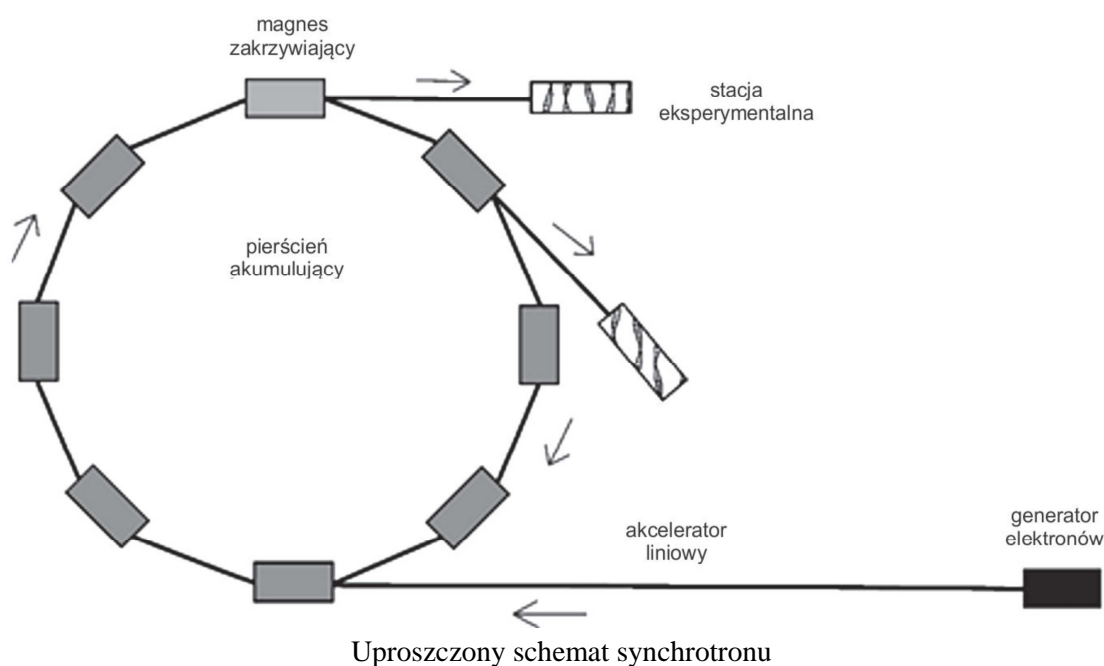 magnes
zakrzywiający
stacja
eksperymentalna
pierścień
akumulujący
akcelerator
liniowy
generator
elektronów
Uproszczony schemat synchrotronu